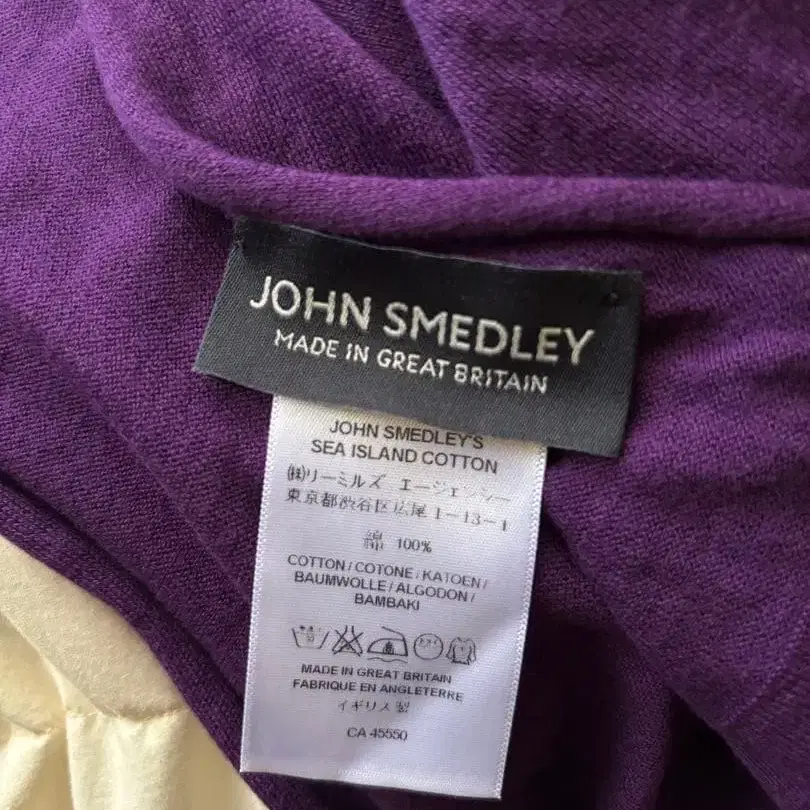 JOHN SMEDLEY
MADE IN GREAT BRITAIN
JOHN SMEDLEY'S
SEA ISLAND COTTON
㈱リーミルズ エージェンシー
東京都渋谷区広尾 1-13-1
綿 100%
COTTON / COTONE / KATOEN /
BAUMWOLLE / ALGODON /
BAMBAKI
MADE IN GREAT BRITAIN
FABRIQUE EN ANGLETERRE
イギリス製
CA 45550